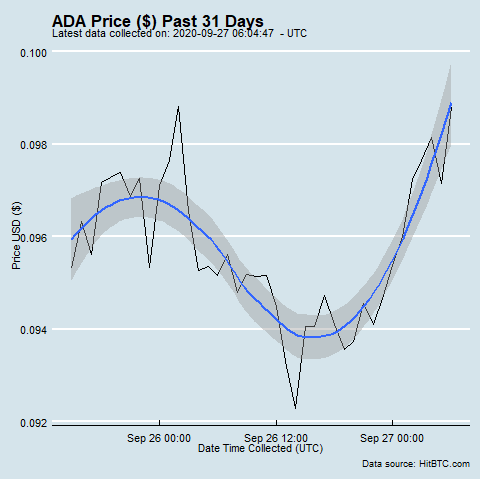 ADA Price ($) Past 31 Days
Latest data collected on: 2020-09-27 06:04:47 - UTC
0.100
0.098
0.096
0.094
0.092
Price USD ($)
Sep 26 00:00
Sep 26 12:00
Sep 27 00:00
Date Time Collected (UTC)
Data source: HitBTC.com